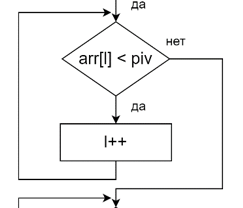 да
нет
arr[l] < piv
да
l++